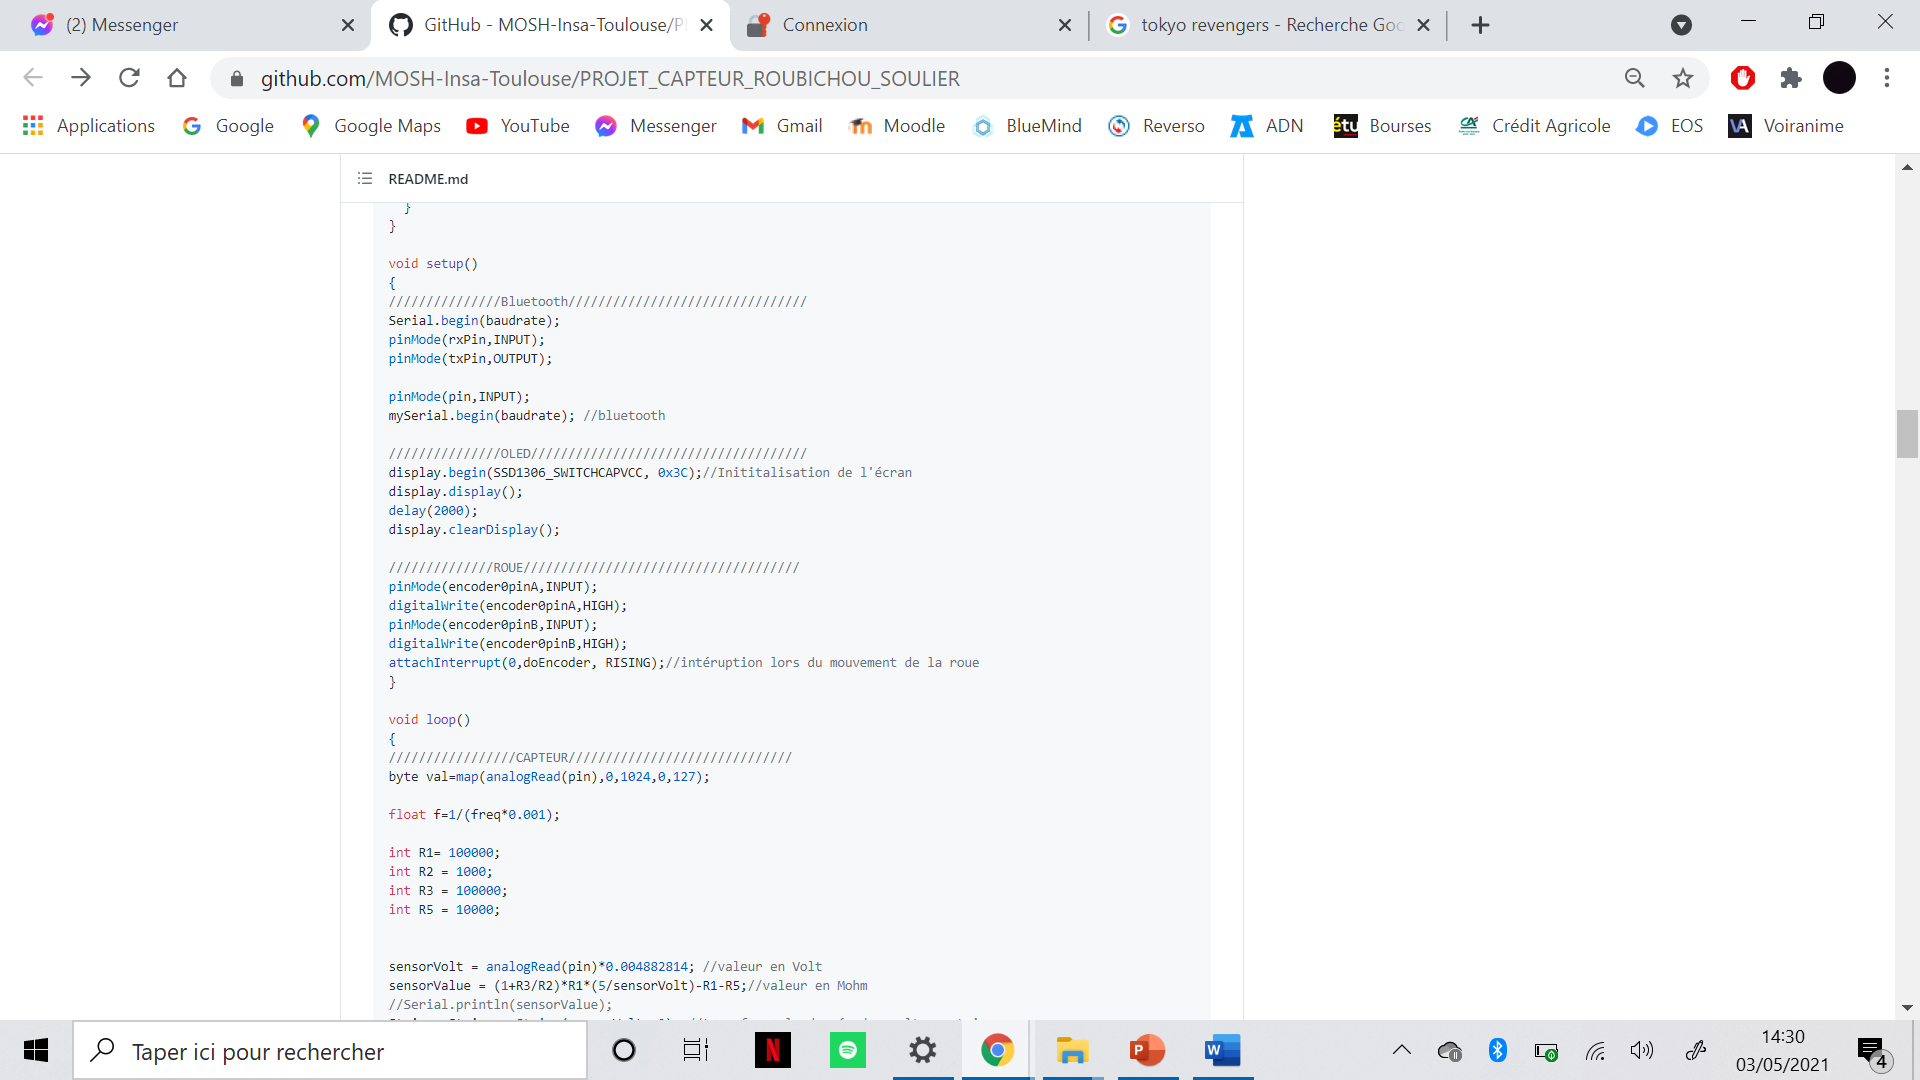 (2) Messenger
GitHub - MOSH-Insa-Toulouse/P
Connexion
tokyo revengers - Recherche Goo
github.com/MOSH-Insa-Toulouse/PROJET_CAPTEUR_ROUBICHOU_SOULIER
Applications Google Google Maps YouTube Messenger Gmail Moodle BlueMind Reverso ADN étu Bourses Crédit Agricole EOS VA Voiranime
README.md
}
}
void setup()
{
///////////////Bluetooth////////////////////////////////
Serial.begin(baudrate);
pinMode(rxPin,INPUT);
pinMode(txPin,OUTPUT);
pinMode(pin,INPUT);
mySerial.begin(baudrate); //bluetooth
///////////////OLED/////////////////////////////////////
display.begin(SSD1306_SWITCHCAPVCC, 0x3C);//Inititalisation de l'écran
display.display();
delay(2000);
display.clearDisplay();
//////////////ROUE/////////////////////////////////////
pinMode(encoder0pinA,INPUT);
digitalWrite(encoder0pinA,HIGH);
pinMode(encoder0pinB,INPUT);
digitalWrite(encoder0pinB,HIGH);
attachInterrupt(0,doEncoder, RISING);//intéruption lors du mouvement de la roue
}
void loop()
{
/////////////////CAPTEUR//////////////////////////////
byte val=map(analogRead(pin),0,1024,0,127);
float f=1/(freq*0.001);
int R1= 100000;
int R2 = 1000;
int R3 = 100000;
int R5 = 10000;
sensorVolt = analogRead(pin)*0.004882814; //valeur en Volt
sensorValue = (1+R3/R2)*R1*(5/sensorVolt)-R1-R5;//valeur en Mohm
//Serial.println(sensorValue);
Taper ici pour rechercher
14:30
03/05/2021
4